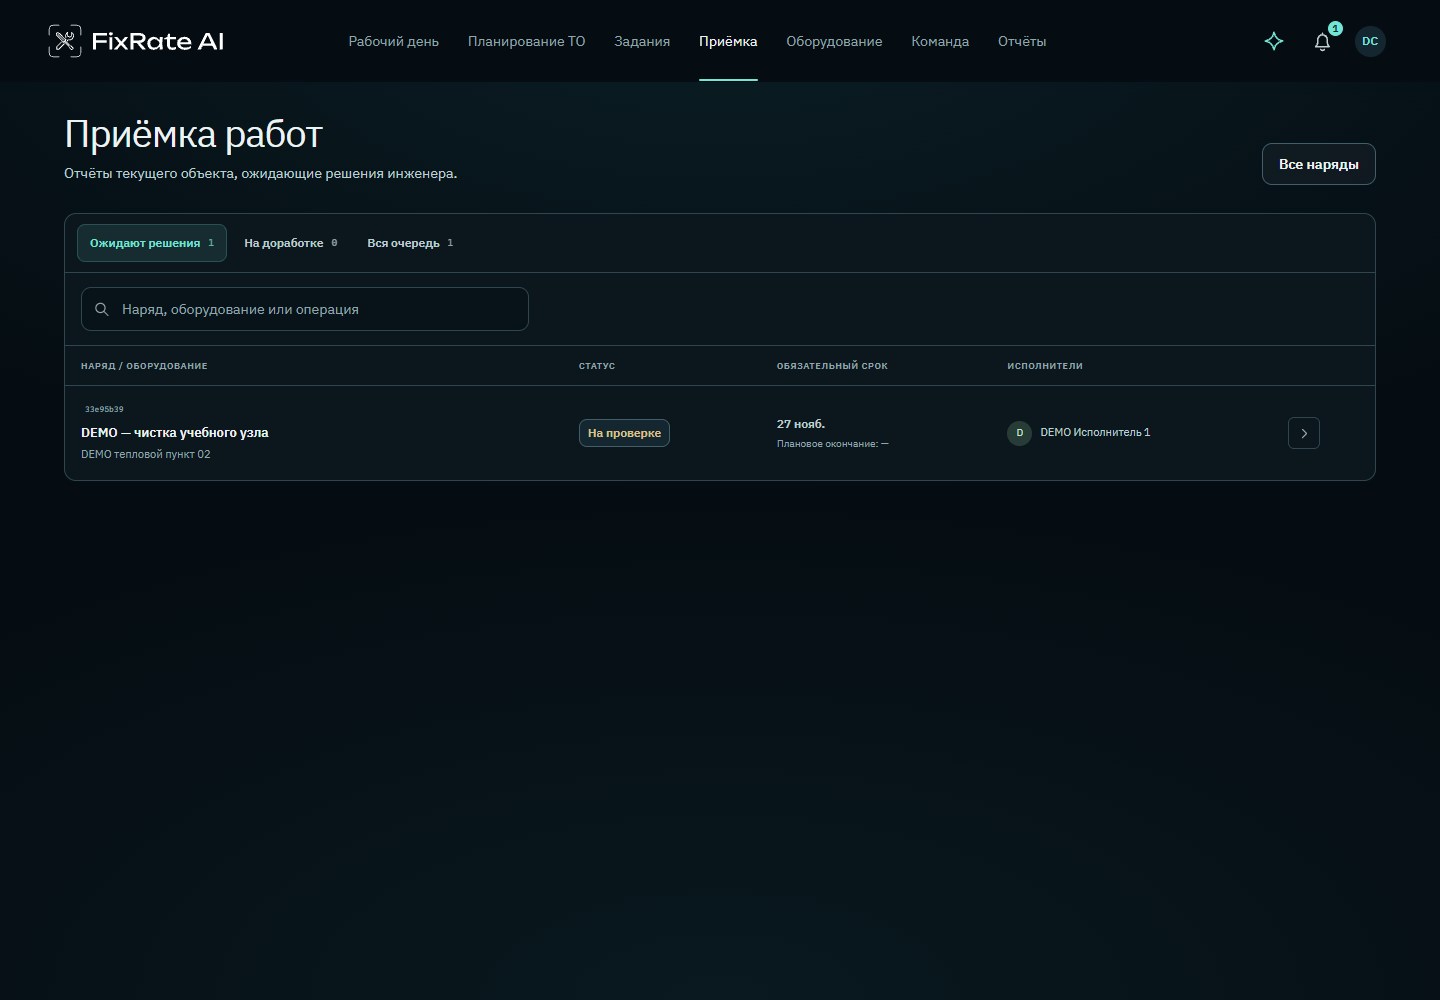 FixRate AI
Рабочий день
Планирование ТО
Задания
Приёмка
Оборудование
Команда
Отчёты
1
DC
Приёмка работ
Отчёты текущего объекта, ожидающие решения инженера.
Все наряды
Ожидают решения 1
На доработке 0
Вся очередь 1
Наряд, оборудование или операция
НАРЯД / ОБОРУДОВАНИЕ
СТАТУС
ОБЯЗАТЕЛЬНЫЙ СРОК
ИСПОЛНИТЕЛИ
33e95b39
DEMO — чистка учебного узла
DEMO тепловой пункт 02
На проверке
27 нояб.
Плановое окончание: —
D
DEMO Исполнитель 1